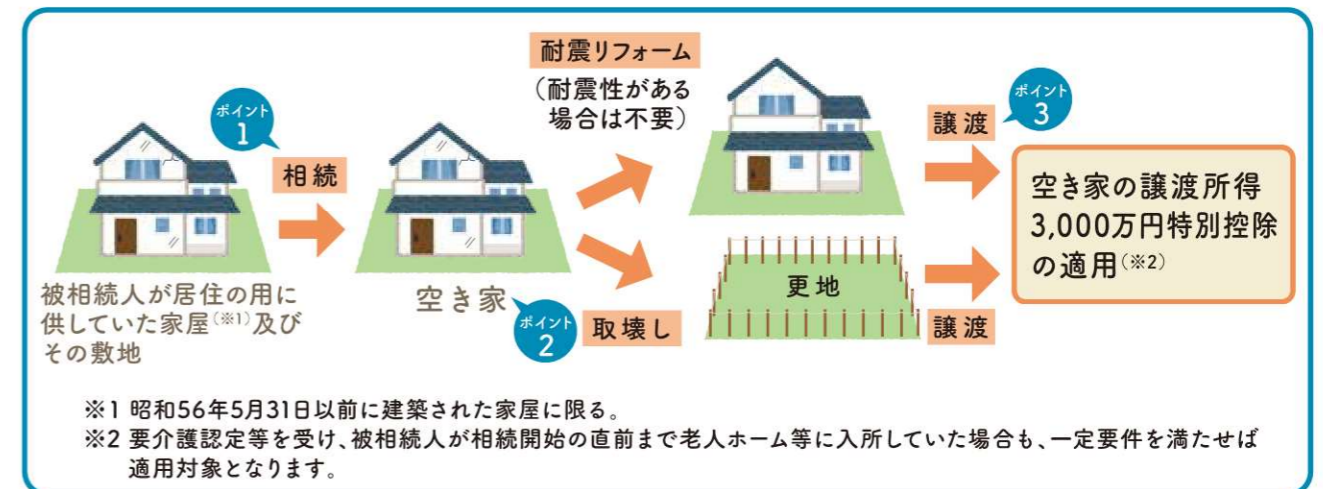 ポイント
1
相続
被相続人が居住の用に
供していた家屋(※1)及び
その敷地
空き家
ポイント
2
耐震リフォーム
(耐震性がある
場合は不要)
取壊し
更地
譲渡
ポイント
3
譲渡
空き家の譲渡所得
3,000万円特別控除
の適用(※2)
※1 昭和56年5月31日以前に建築された家屋に限る。
※2 要介護認定等を受け、被相続人が相続開始の直前まで老人ホーム等に入所していた場合も、一定要件を満たせば
適用対象となります。